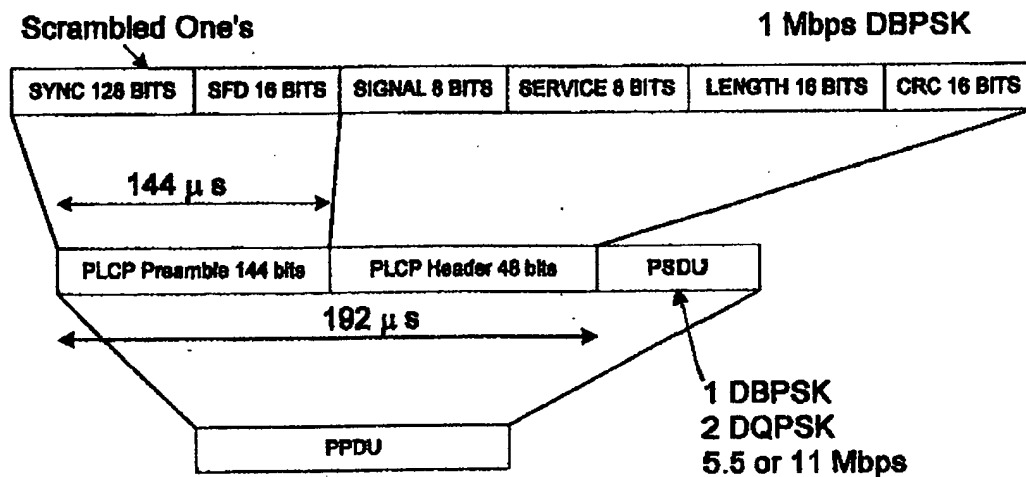 Scrambled One's
1 Mbps DBPSK
SYNC 128 BITS SFD 16 BITS SIGNAL 8 BITS SERVICE 8 BITS LENGTH 16 BITS CRC 16 BITS
144 μ s
PLCP Preamble 144 bits PLCP Header 48 bits PSDU
192 μ s
1 DBPSK
2 DQPSK
5.5 or 11 Mbps
PPDU